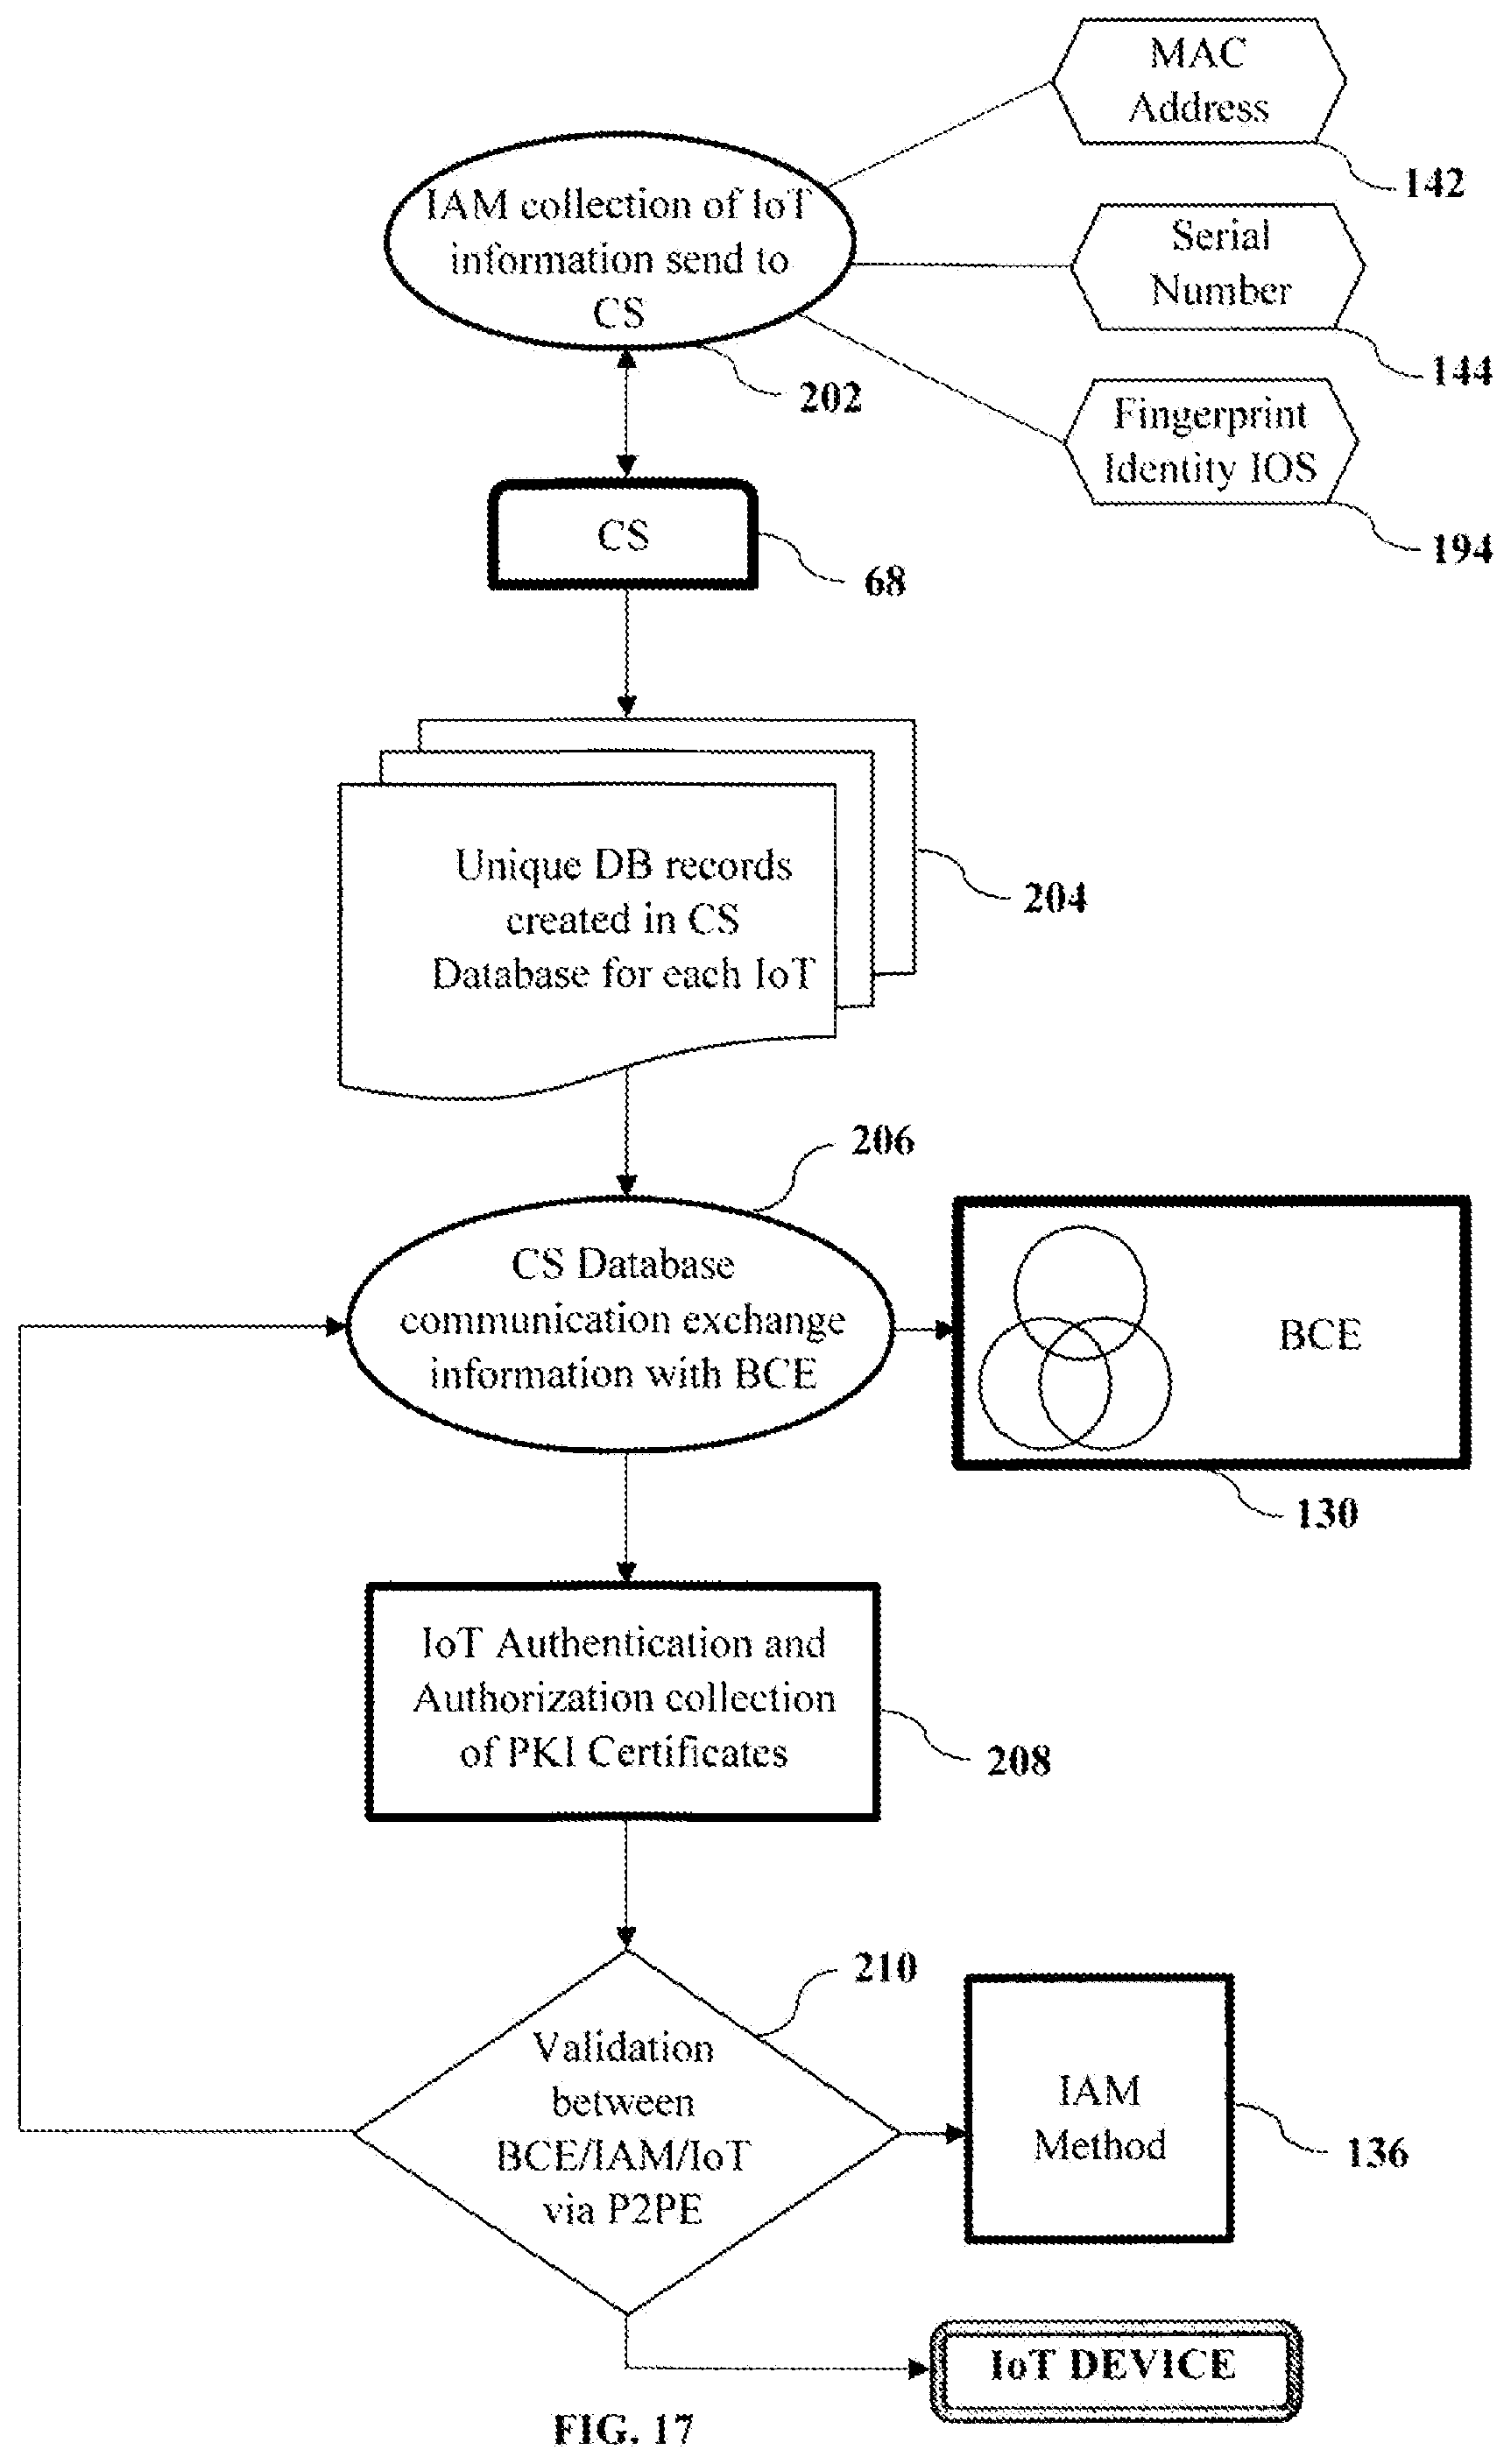 MAC
Address
142
IAM collection of IoT
information send to
CS
202
Serial
Number
144
Fingerprint
Identity IOS
194
CS
68
Unique DB records
created in CS
Database for each IoT
204
206
CS Database
communication exchange
information with BCE
BCE
130
IoT Authentication and
Authorization collection
of PKI Certificates
208
210
Validation
between
BCE/IAM/IoT
via P2PE
IAM
Method
136
IoT DEVICE
FIG. 17